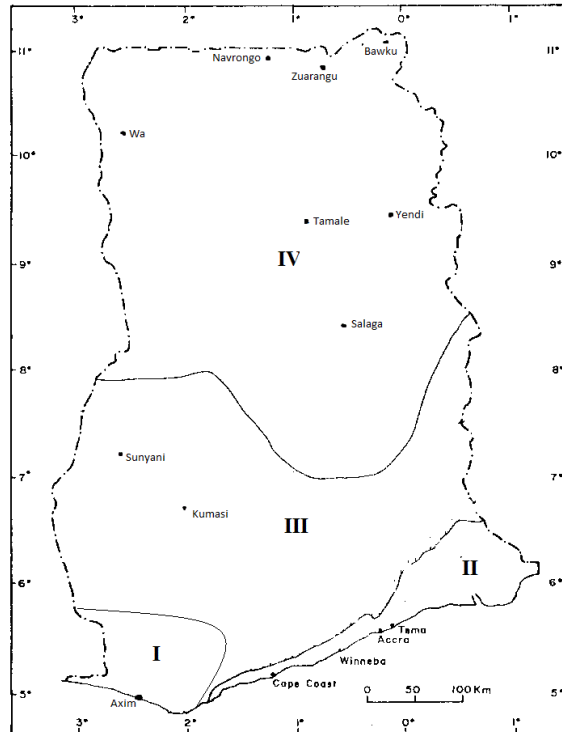 3° 2° 1° 0°
11° 11°
Bawku
Navrongo
Zuarangu
Wa
10° 10°
Yendi
Tamale
IV
9° 9°
Salaga
8° 8°
Sunyani
7° 7°
Kumasi
III
II
6° 6°
Tama
Accra
I
Winneba
Cape Coast
5° 5°
Axim
0 50 100 Km
3° 2° 1° 0° 1°